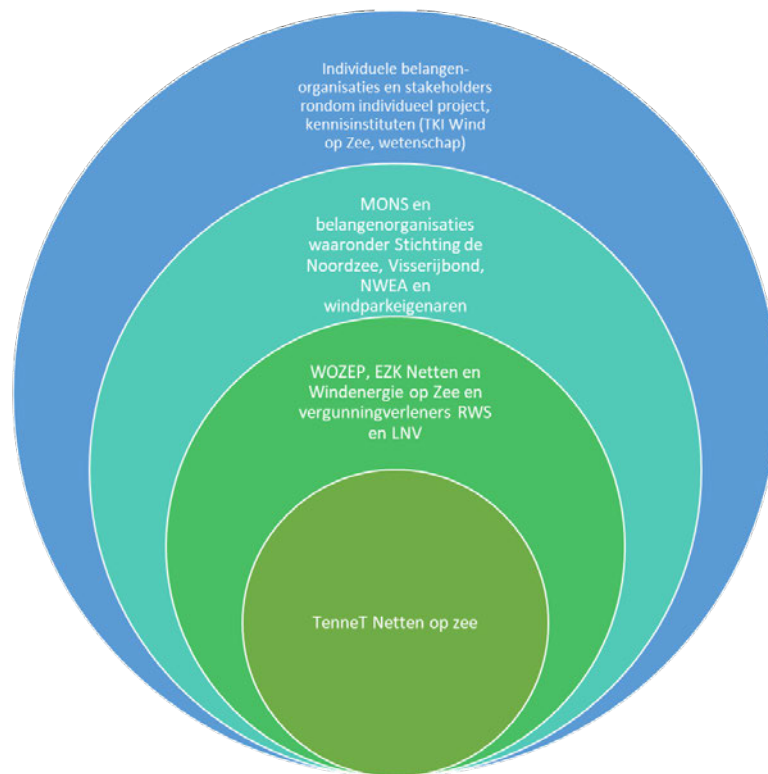 Individuele belangen-
organisaties en stakeholders
rondom individueel project,
kennisinstituten (TKI Wind
op Zee, wetenschap)
MONS en
belangenorganisaties
waaronder Stichting de
Noordzee, Visserijbond,
NWEA en
windparkeigenaren
WOZEP, EZK Netten en
Windenergie op Zee en
vergunningverleners RWS
en LNV
TenneT Netten op zee